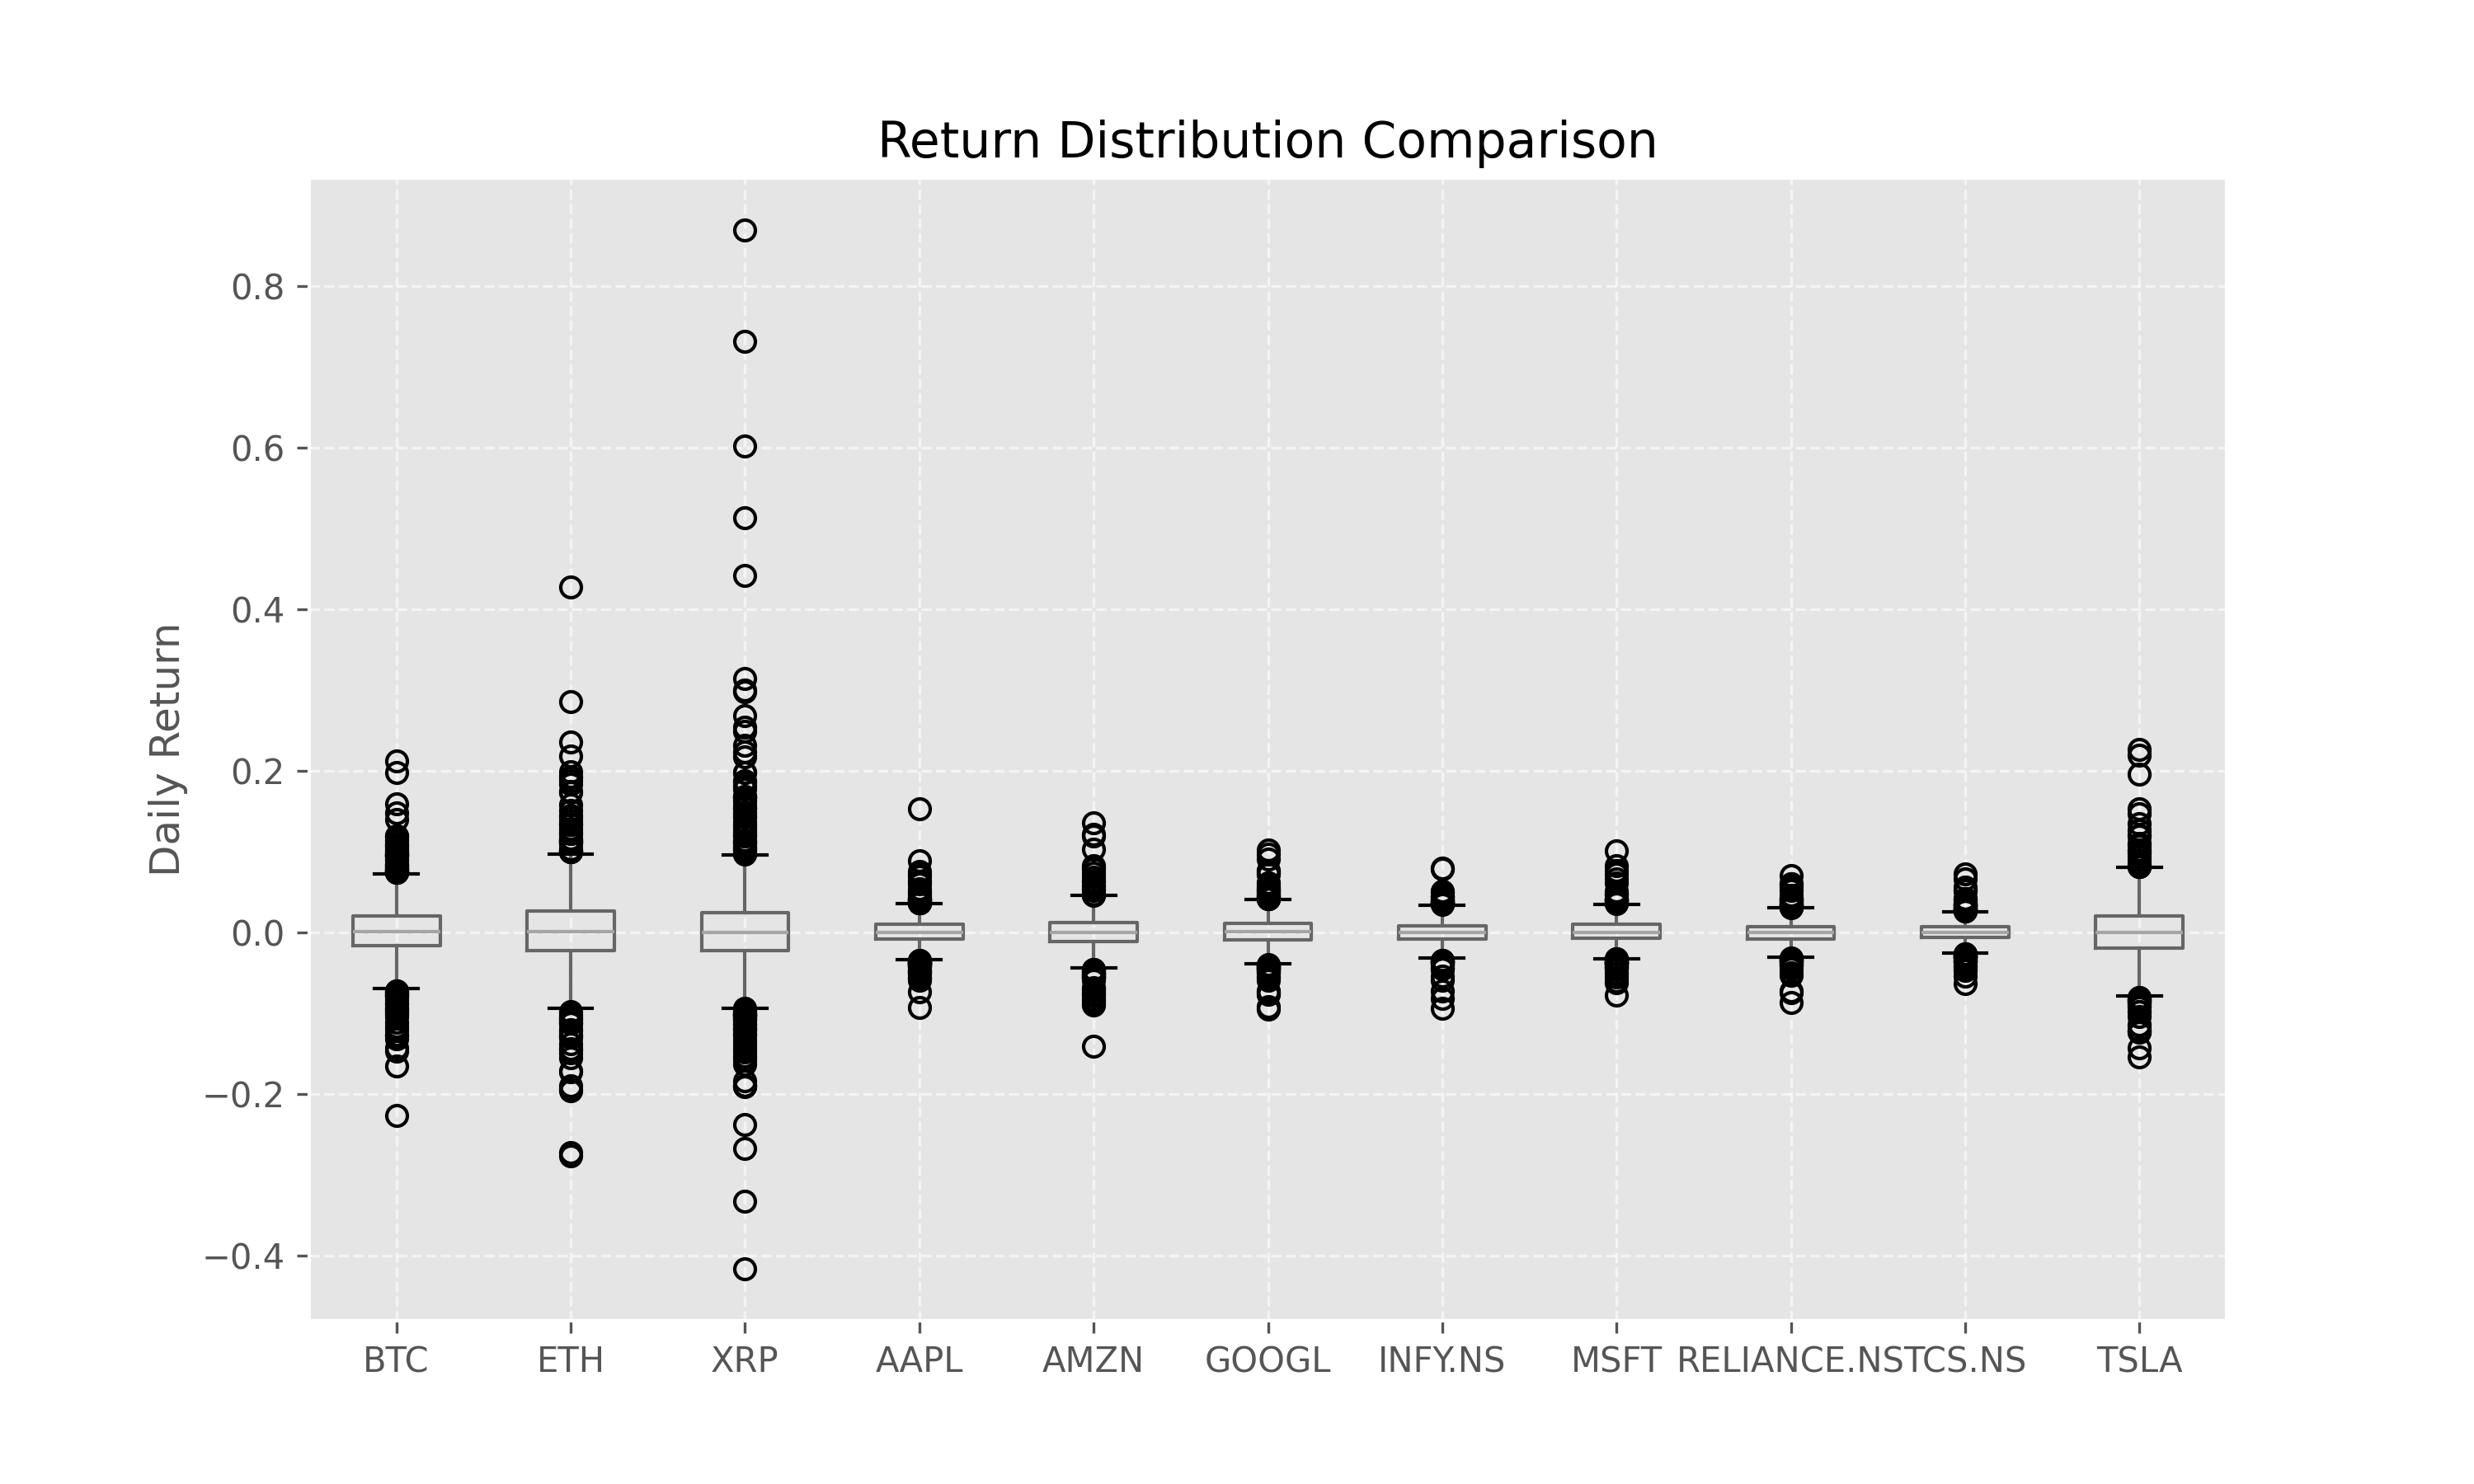 Return Distribution Comparison
Daily Return
0.8
0.6
0.4
0.2
0.0
−0.2
−0.4
BTC ETH XRP AAPL AMZN GOOGL INFY.NS MSFT RELIANCE.NS TCS.NS TSLA